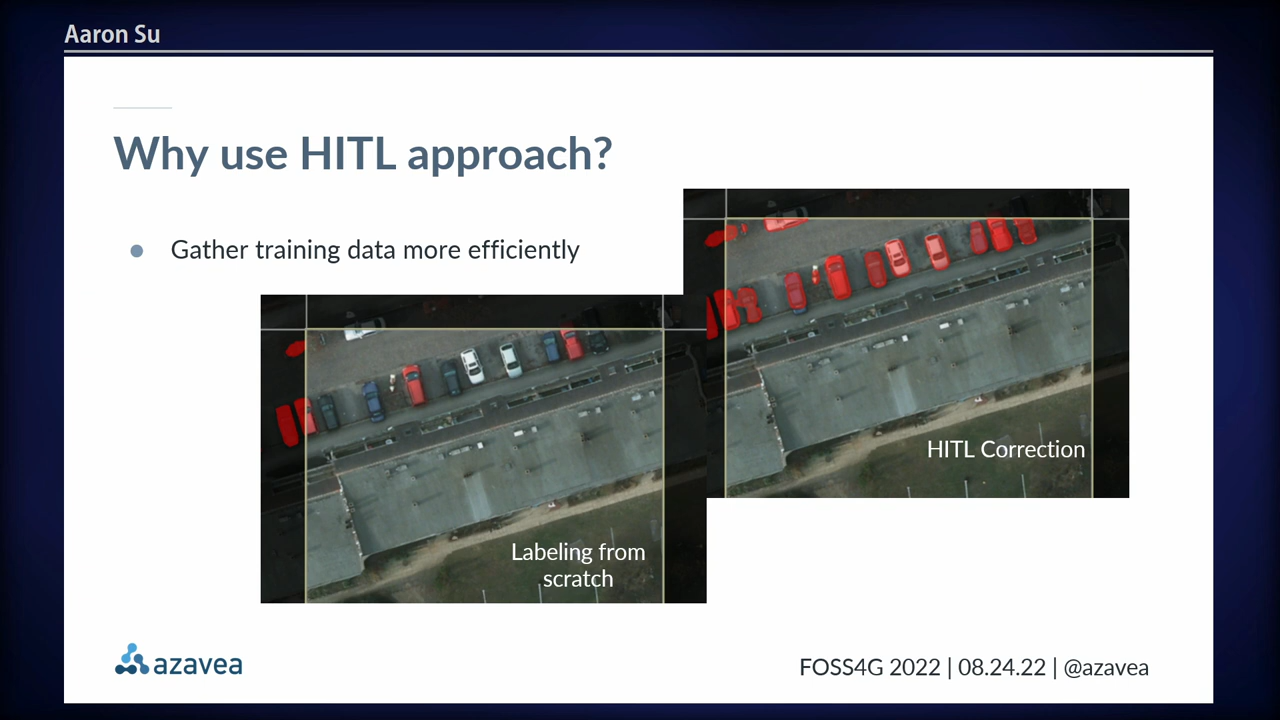 Aaron Su
Why use HITL approach?
Gather training data more efficiently
HITL Correction
Labeling from
scratch
azavea
FOSS4G 2022 | 08.24.22 | @azavea